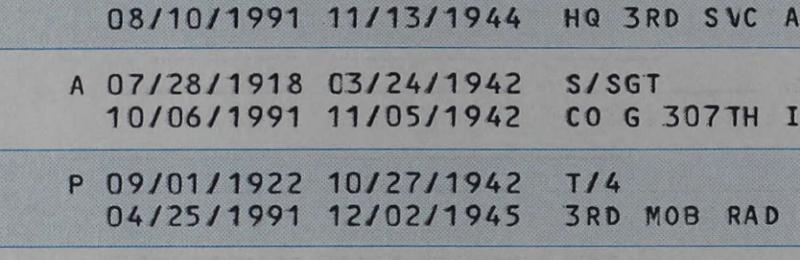 08/10/1991 11/13/1944 HQ 3RD SVC A
A 07/28/1918 03/24/1942 S/SGT
10/06/1991 11/05/1942 CO G 307TH I
P 09/01/1922 10/27/1942 T/4
04/25/1991 12/02/1945 3RD MOB RAD